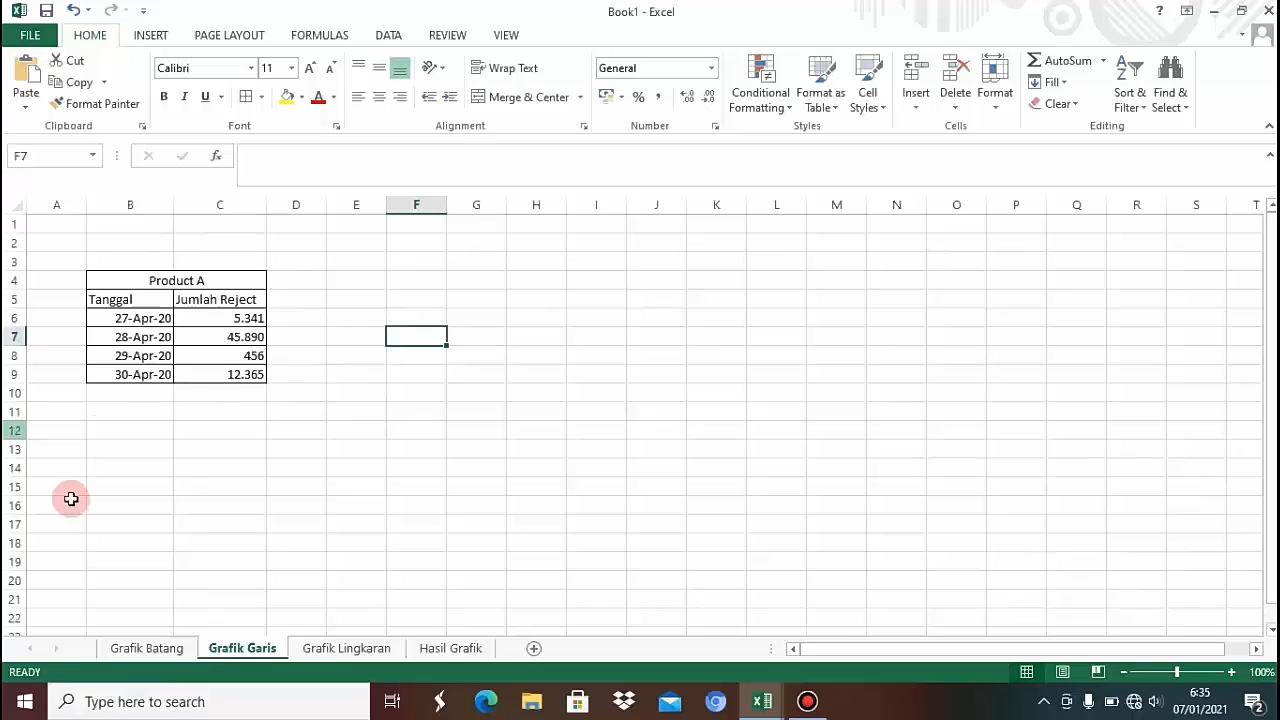 Book1 - Excel
FILE HOME INSERT PAGE LAYOUT FORMULAS DATA REVIEW VIEW
Paste Cut Copy Format Painter
Calibri 11
B I U
Wrap Text
Merge & Center
General
%
Conditional Formatting
Format as Table
Cell Styles
Insert Delete Format
AutoSum
Fill
Clear
Sort & Filter
Find & Select
Clipboard Font Alignment Number Styles Cells Editing
F7 fx
A B C D E F G H I J K L M N O P Q R S T
1
2
3
4 Product A
5 Tanggal Jumlah Reject
6 27-Apr-20 5.341
7 28-Apr-20 45.890
8 29-Apr-20 456
9 30-Apr-20 12.365
10
11
12
13
14
15
16
17
18
19
20
21
22
23
Grafik Batang Grafik Garis Grafik Lingkaran Hasil Grafik
READY 100%
Type here to search
6:35
07/01/2021
2